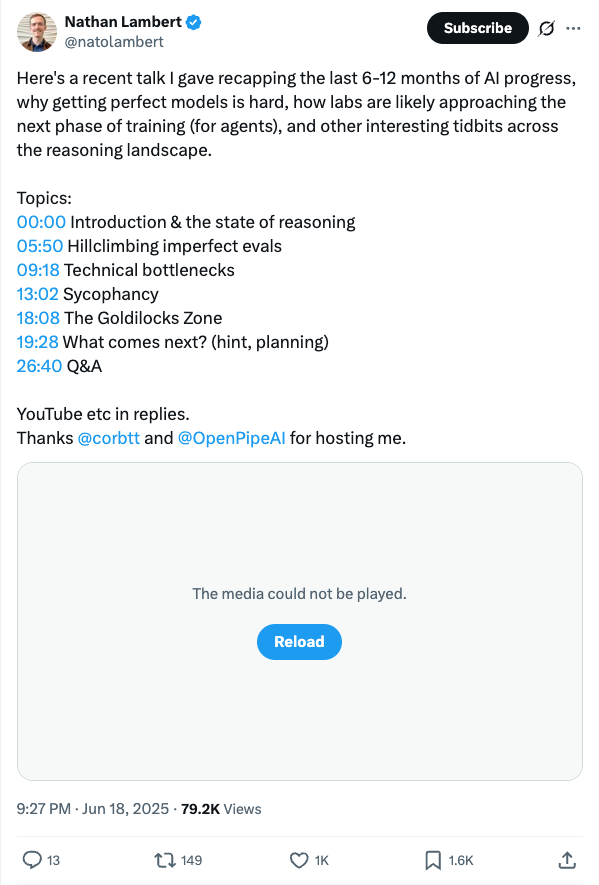 Nathan Lambert
Subscribe
@natolambert
Here's a recent talk I gave recapping the last 6-12 months of AI progress,
why getting perfect models is hard, how labs are likely approaching the
next phase of training (for agents), and other interesting tidbits across
the reasoning landscape.
Topics:
00:00 Introduction & the state of reasoning
05:50 Hillclimbing imperfect evals
09:18 Technical bottlenecks
13:02 Sycophancy
18:08 The Goldilocks Zone
19:28 What comes next? (hint, planning)
26:40 Q&A
YouTube etc in replies.
Thanks @corbtt and @OpenPipeAI for hosting me.
The media could not be played.
Reload
9:27 PM · Jun 18, 2025 · 79.2K Views
13 149 1K 1.6K